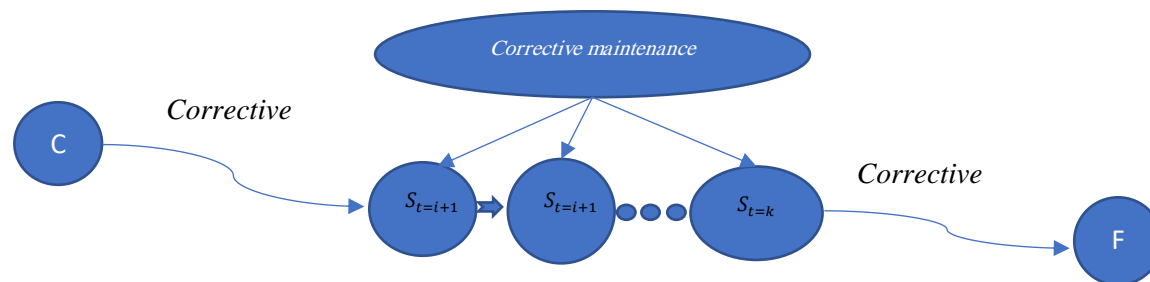 Corrective maintenance
Corrective
C
S_{t=i+1}
S_{t=i+1}
S_{t=k}
Corrective
F